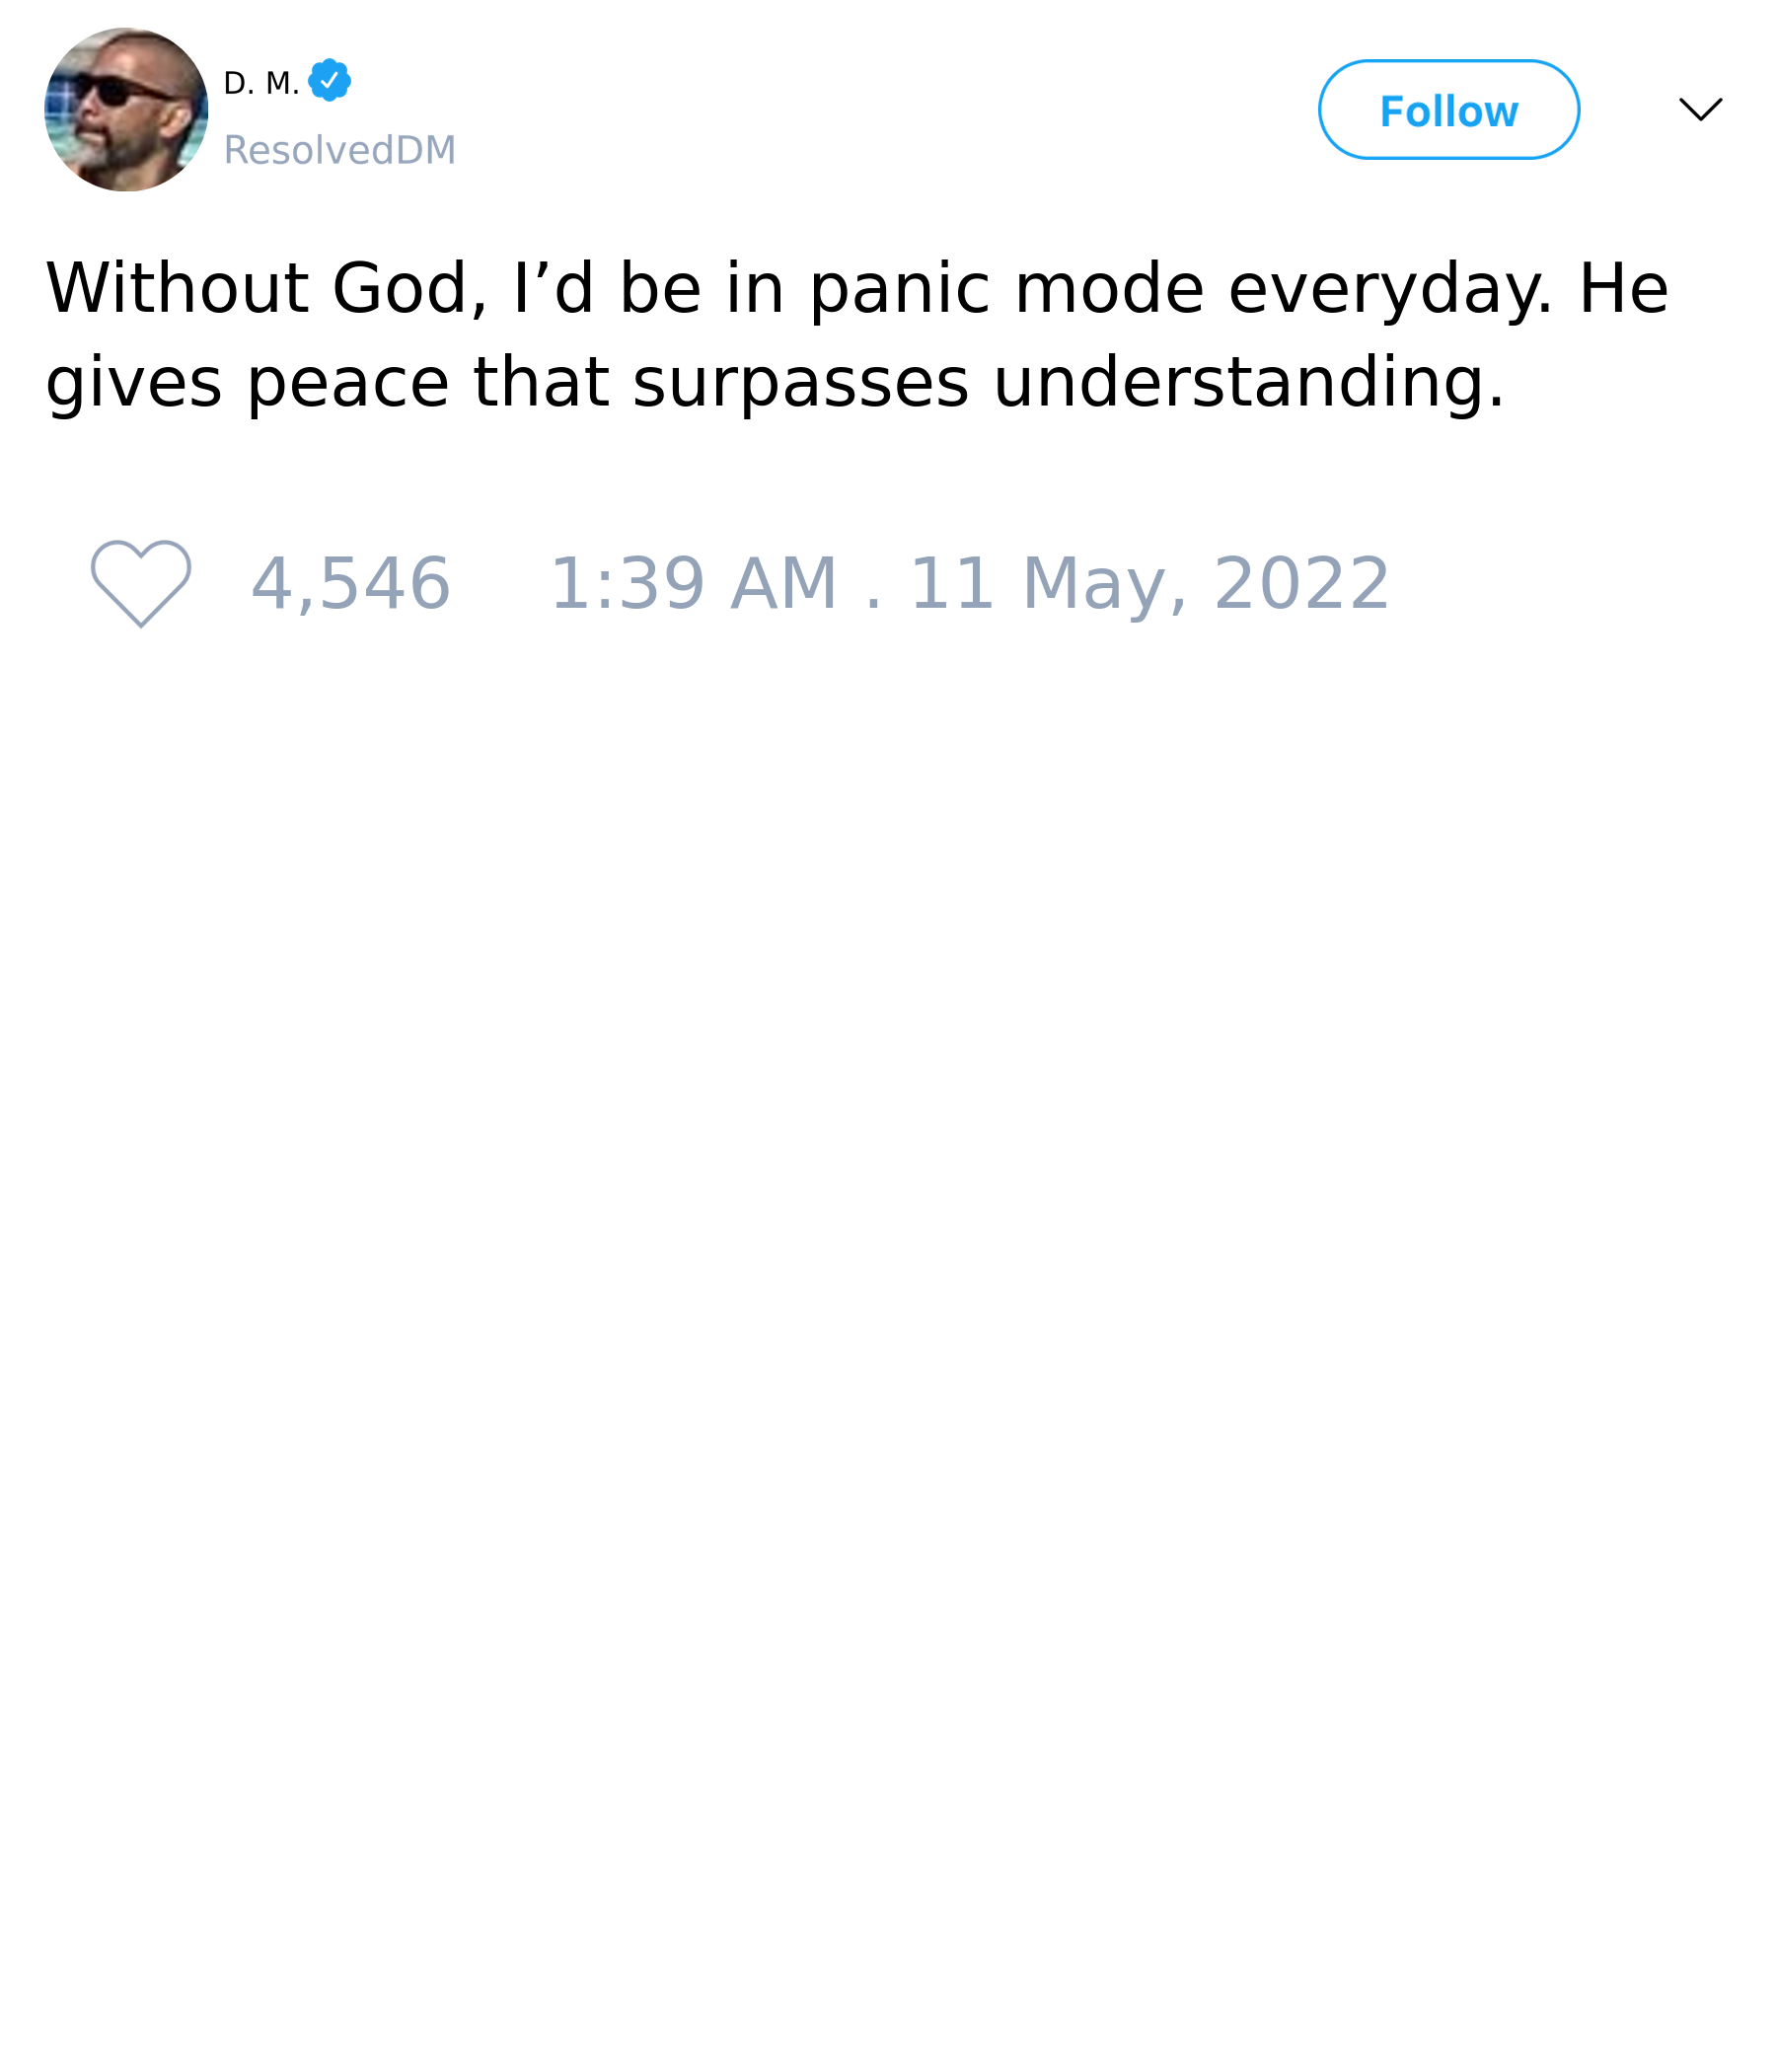 D. M.
ResolvedDM
Follow
Without God, I’d be in panic mode everyday. He
gives peace that surpasses understanding.
4,546 1:39 AM . 11 May, 2022